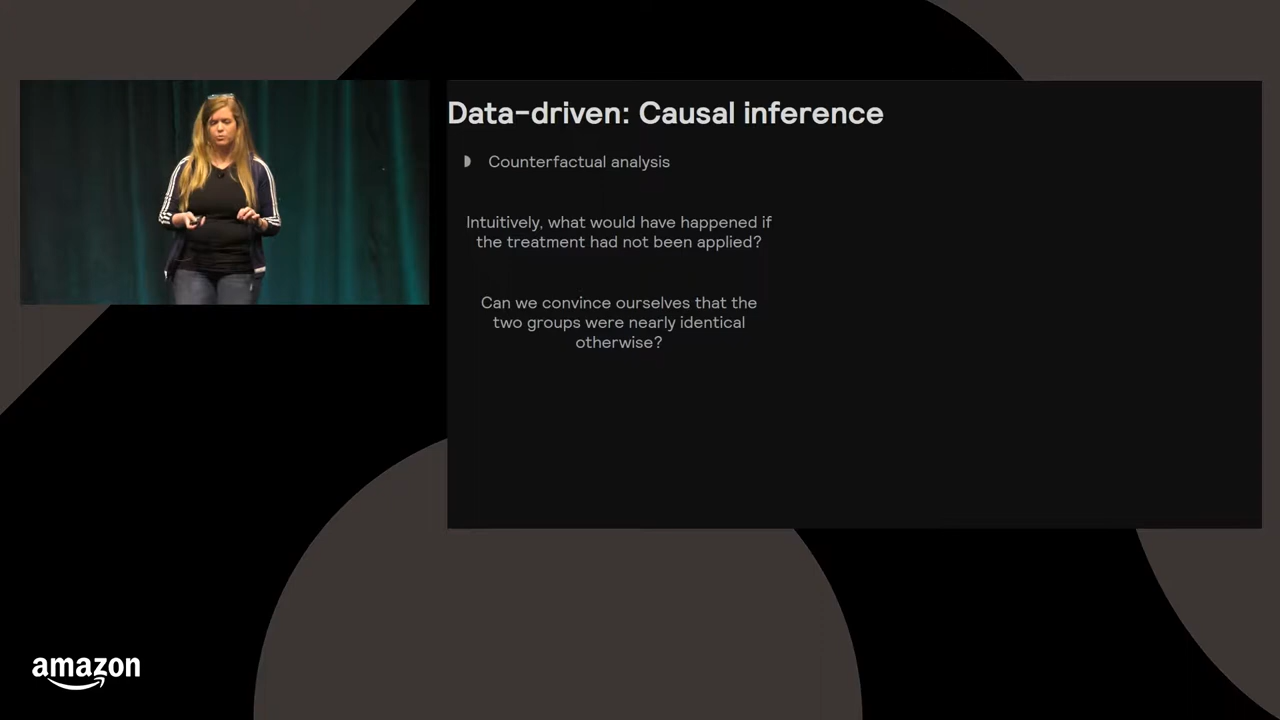 Data-driven: Causal inference
Counterfactual analysis
Intuitively, what would have happened if
the treatment had not been applied?
Can we convince ourselves that the
two groups were nearly identical
otherwise?
amazon